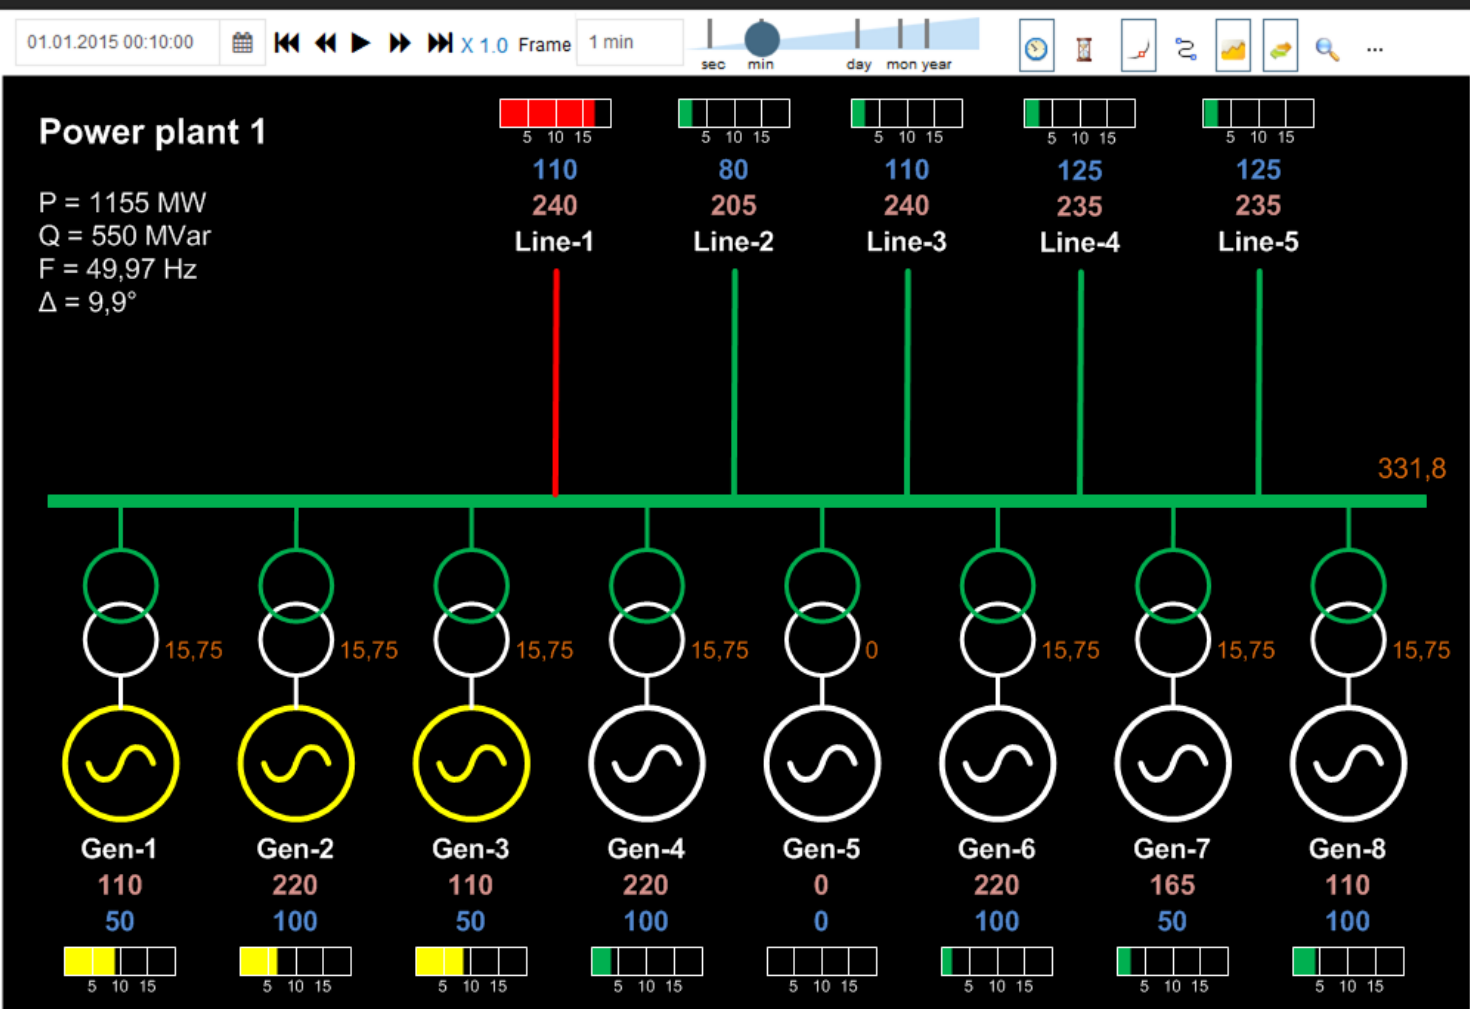 01.01.2015 00:10:00 X 1.0 Frame 1 min
sec min day mon year ...
Power plant 1
P = 1155 MW
Q = 550 MVar
F = 49,97 Hz
Δ = 9,9°
5 10 15 5 10 15 5 10 15 5 10 15 5 10 15
110 80 110 125 125
240 205 240 235 235
Line-1 Line-2 Line-3 Line-4 Line-5
331,8
15,75 15,75 15,75 15,75 0 15,75 15,75 15,75
Gen-1 Gen-2 Gen-3 Gen-4 Gen-5 Gen-6 Gen-7 Gen-8
110 220 110 220 0 220 165 110
50 100 50 100 0 100 50 100
5 10 15 5 10 15 5 10 15 5 10 15 5 10 15 5 10 15 5 10 15 5 10 15